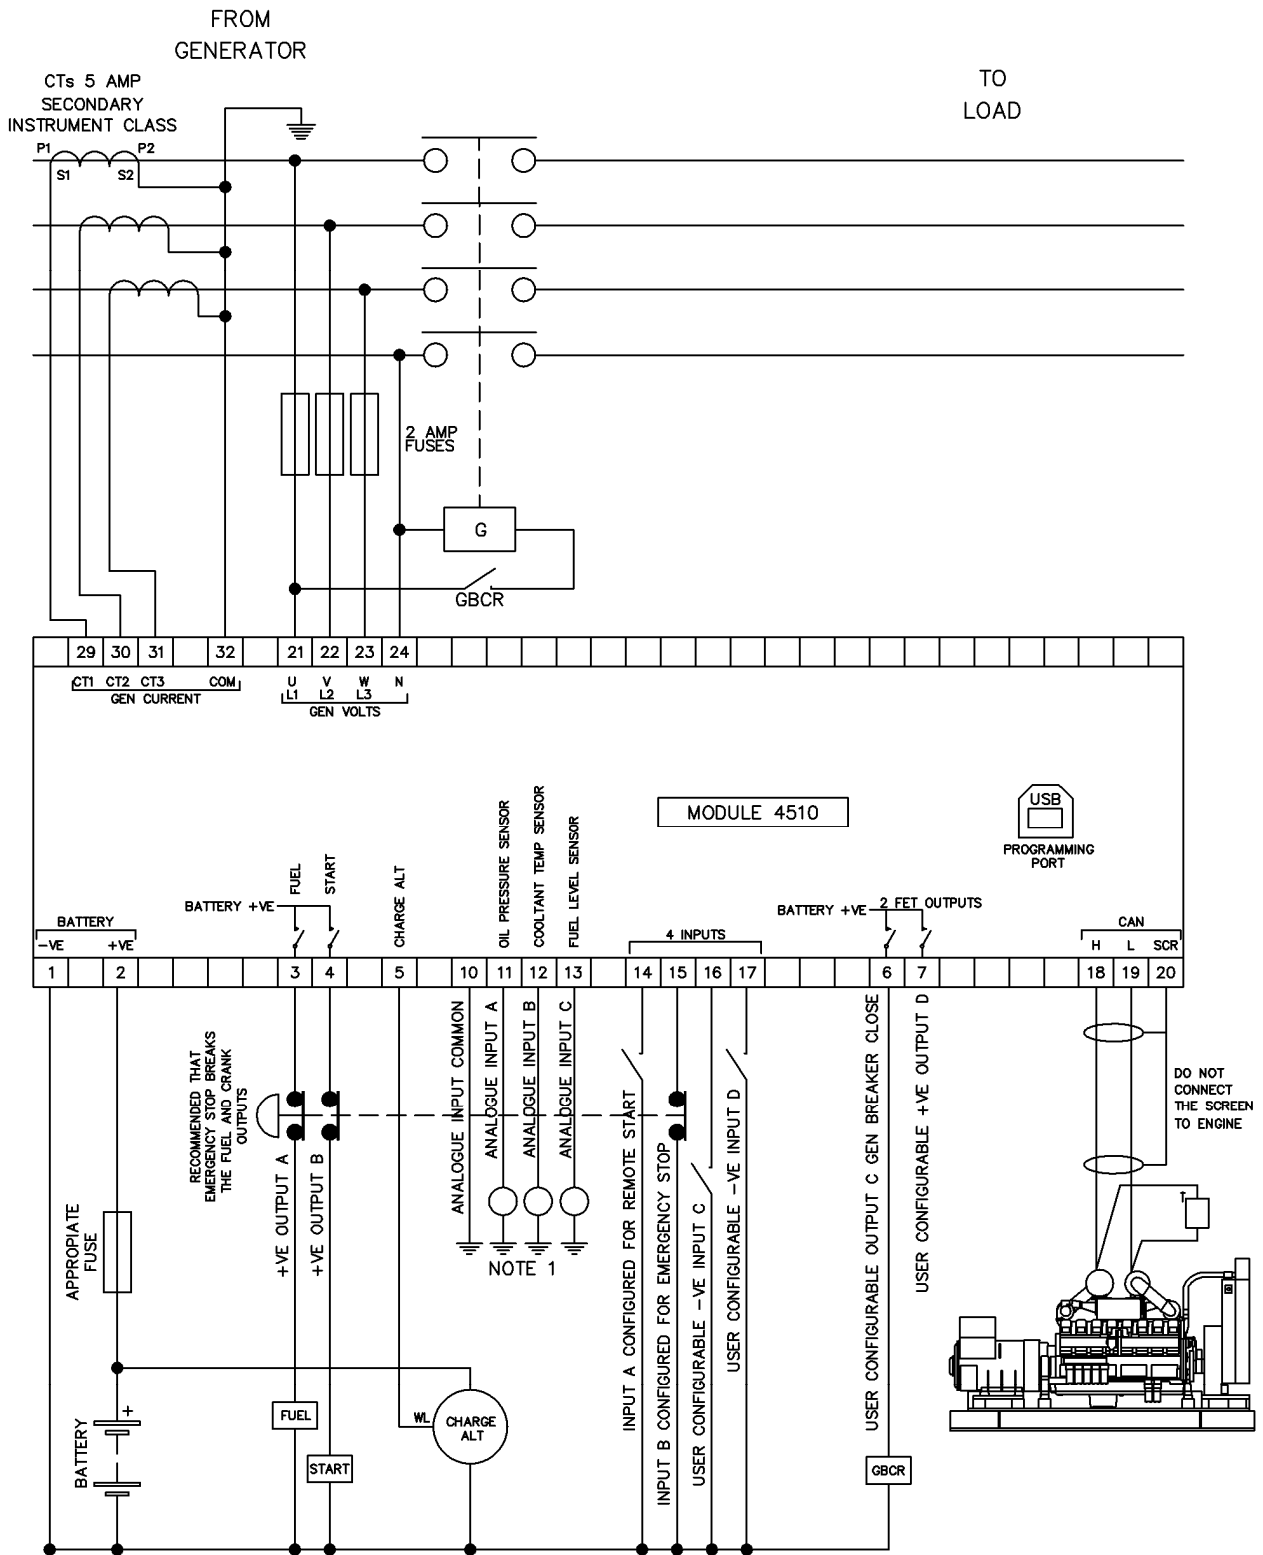 FROM
GENERATOR
CTs 5 AMP
SECONDARY
INSTRUMENT CLASS
TO
LOAD
P1
P2
S1
S2
2 AMP
FUSES
G
GBCR
29 30 31 32 21 22 23 24
CT1 CT2 CT3 COM
GEN CURRENT
U V W N
L1 L2 L3
GEN VOLTS
MODULE 4510
USB
PROGRAMMING
PORT
FUEL
START
CHARGE ALT
OIL PRESSURE SENSOR
COOLTANT TEMP SENSOR
FUEL LEVEL SENSOR
BATTERY +VE
BATTERY +VE
2 FET OUTPUTS
BATTERY
-VE +VE
4 INPUTS
CAN
H L SCR
1 2 3 4 5 10 11 12 13 14 15 16 17 6 7 18 19 20
RECOMMENDED THAT
EMERGENCY STOP BREAKS
THE FUEL AND CRANK
OUTPUTS
+VE OUTPUT A
+VE OUTPUT B
ANALOGUE INPUT COMMON
ANALOGUE INPUT A
ANALOGUE INPUT B
ANALOGUE INPUT C
NOTE 1
INPUT A CONFIGURED FOR REMOTE START
INPUT B CONFIGURED FOR EMERGENCY STOP
USER CONFIGURABLE -VE INPUT C
USER CONFIGURABLE -VE INPUT D
USER CONFIGURABLE OUTPUT C GEN BREAKER CLOSE
USER CONFIGURABLE +VE OUTPUT D
DO NOT
CONNECT
THE SCREEN
TO ENGINE
T
APPROPIATE
FUSE
BATTERY
+
FUEL
START
WL
CHARGE
ALT
GBCR